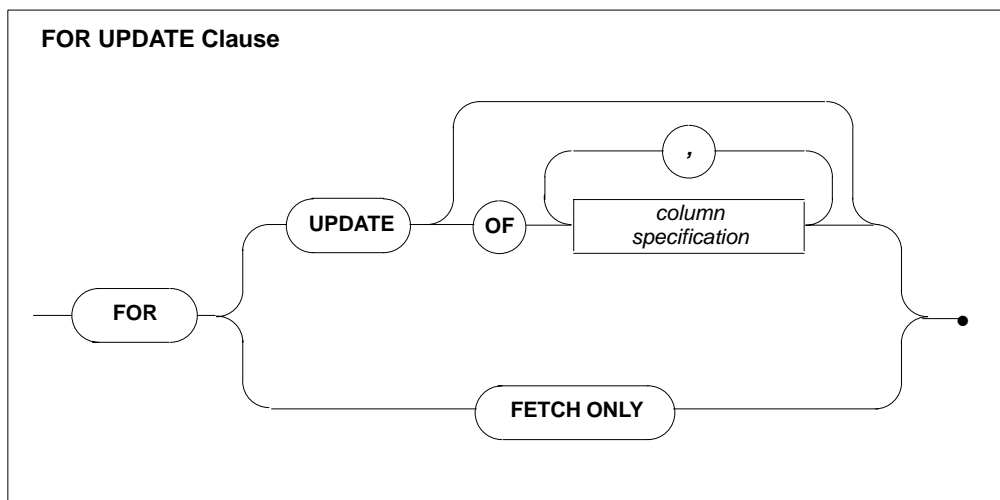 FOR UPDATE Clause
,
UPDATE
OF
column
specification
FOR
FETCH ONLY